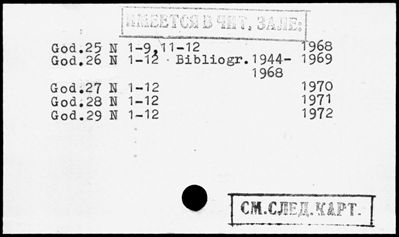 ИМЕЕТСЯ В ЧИТ. ЗАЛЕ:
God.25 N 1-9,11-12 1968
God.26 N 1-12 · Bibliogr.1944- 1969
1968
God.27 N 1-12 1970
God.28 N 1-12 1971
God.29 N 1-12 1972
СМ.СЛЕД.КАРТ.